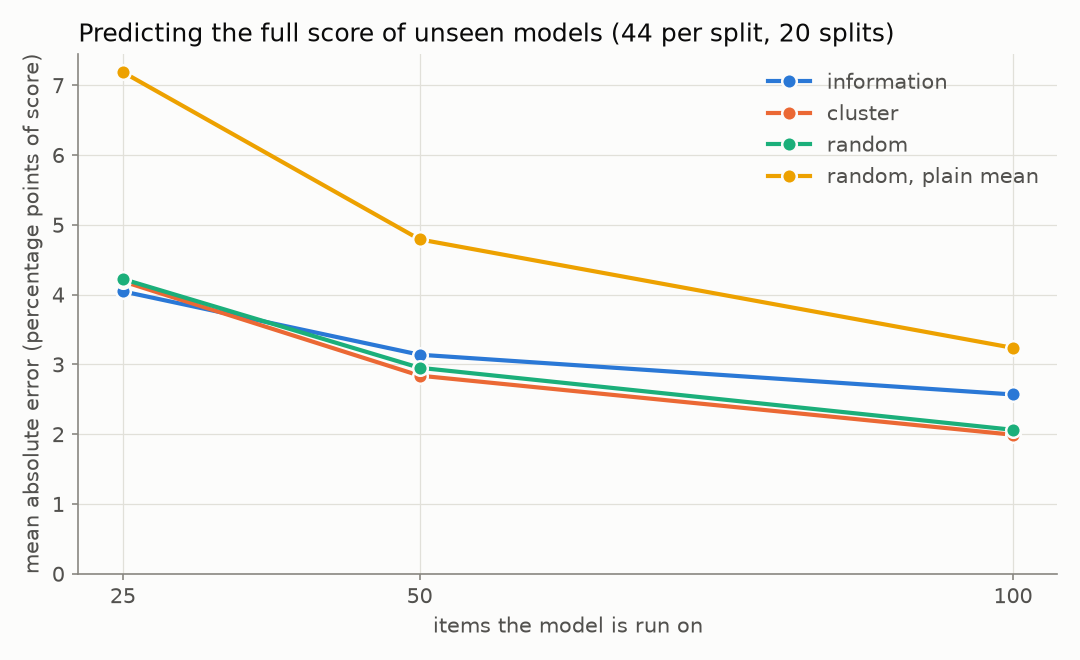 Predicting the full score of unseen models (44 per split, 20 splits)
mean absolute error (percentage points of score)
7
6
5
4
3
2
1
0
information
cluster
random
random, plain mean
25
50
100
items the model is run on